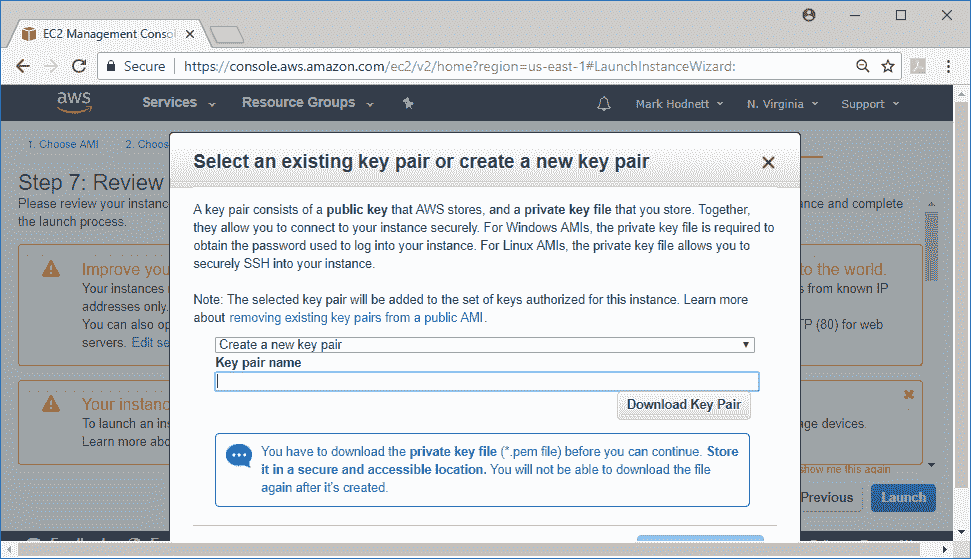 EC2 Management Consol
Secure https://console.aws.amazon.com/ec2/v2/home?region=us-east-1#LaunchInstanceWizard:
aws Services Resource Groups Mark Hodnett N. Virginia Support
1. Choose AMI 2. Choos
Step 7: Review
Please review your instanc ance and complete
the launch process.
Improve you to the world.
Your instances s from known IP
addresses only.
You can also op TP (80) for web
servers. Edit se
Your instanc
To launch an ins age devices.
Learn more abo
show me this again
Previous Launch
Select an existing key pair or create a new key pair
A key pair consists of a public key that AWS stores, and a private key file that you store. Together,
they allow you to connect to your instance securely. For Windows AMIs, the private key file is required to
obtain the password used to log into your instance. For Linux AMIs, the private key file allows you to
securely SSH into your instance.
Note: The selected key pair will be added to the set of keys authorized for this instance. Learn more
about removing existing key pairs from a public AMI.
Create a new key pair
Key pair name
Download Key Pair
You have to download the private key file (*.pem file) before you can continue. Store
it in a secure and accessible location. You will not be able to download the file
again after it's created.